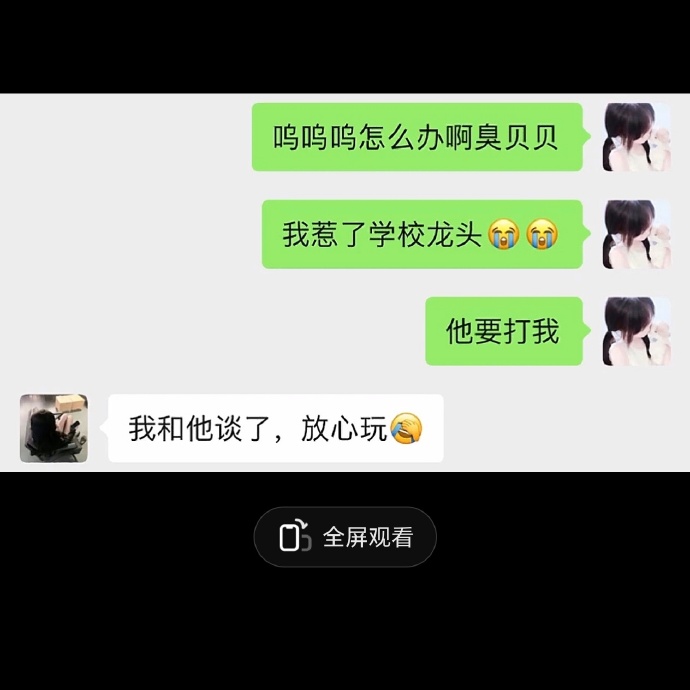 呜呜呜怎么办啊臭贝贝
我惹了学校龙头😭😭
他要打我
我和他谈了，放心玩🤣
全屏观看